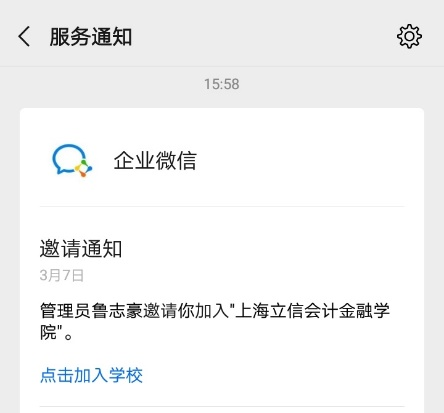 服务通知
15:58
企业微信
邀请通知
3月7日
管理员鲁志豪邀请你加入"上海立信会计金融学
院"。
点击加入学校